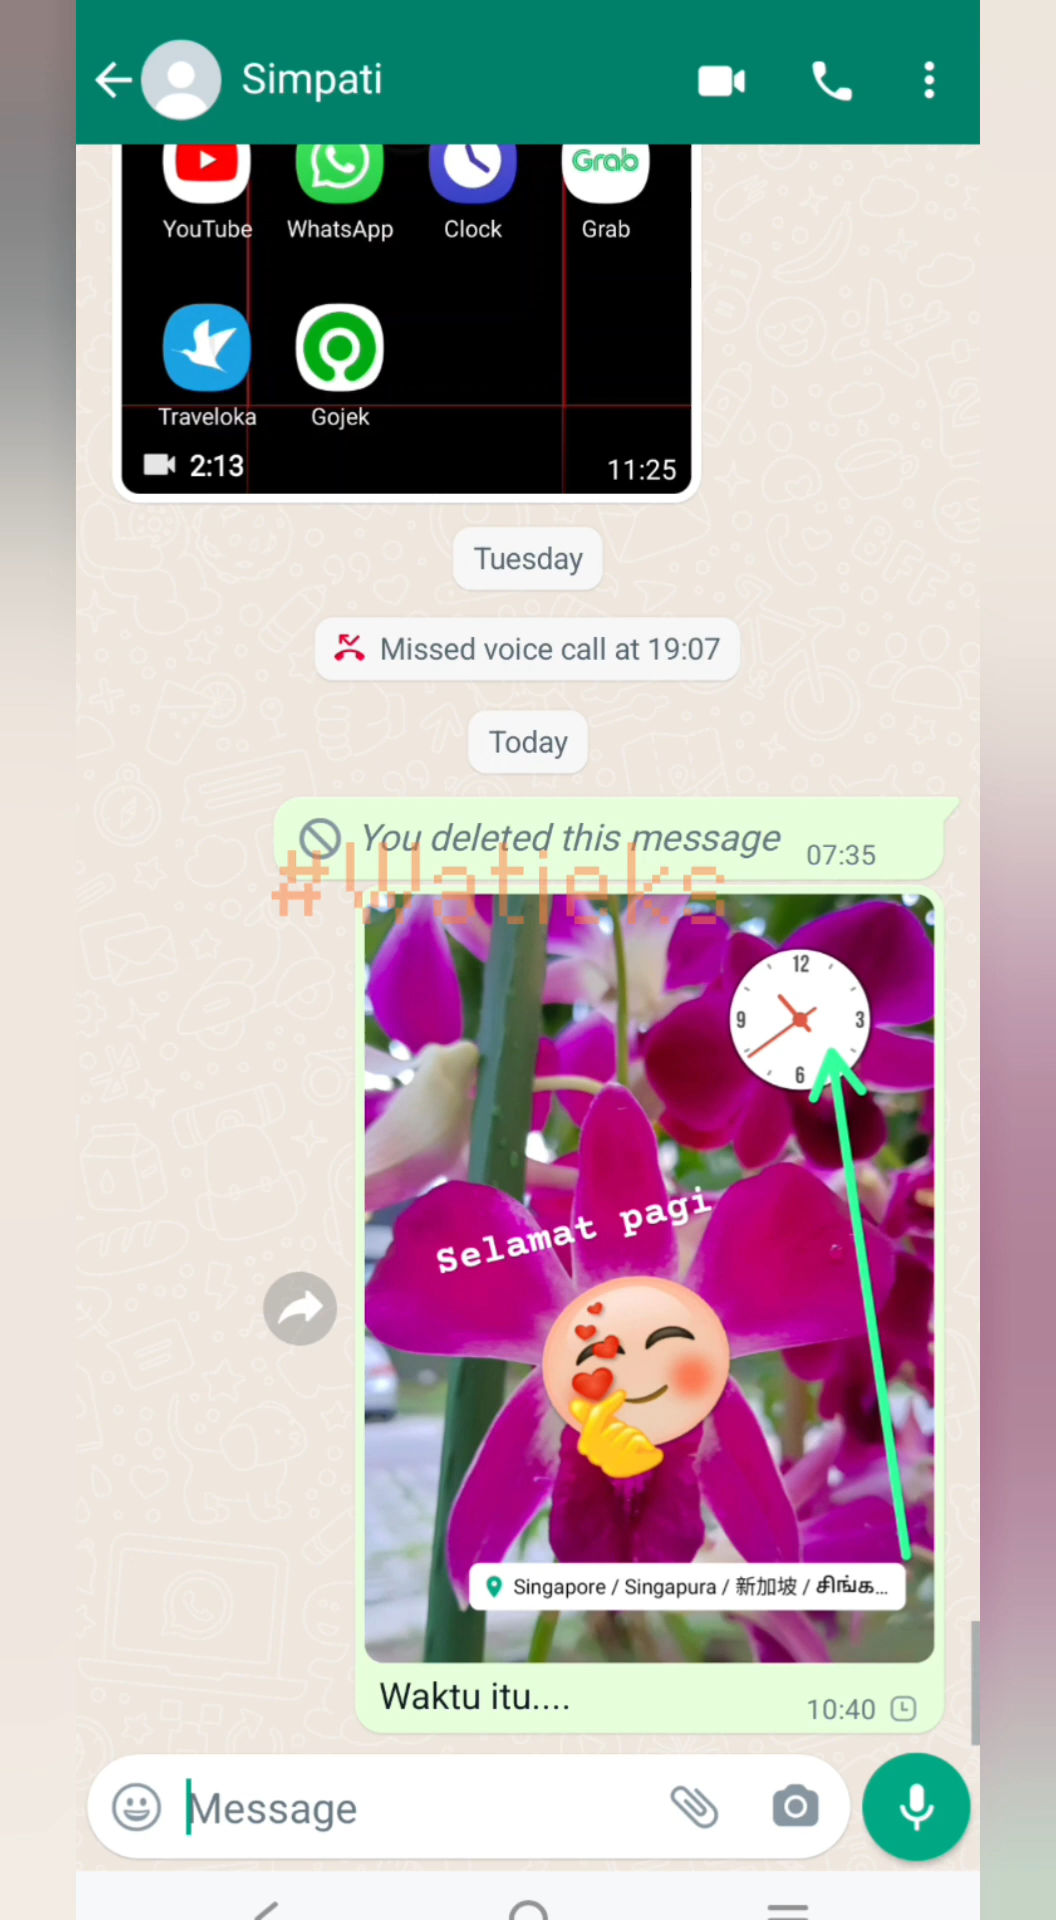 Simpati
Grab
YouTube WhatsApp Clock Grab
Traveloka Gojek
2:13 11:25
Tuesday
Missed voice call at 19:07
Today
You deleted this message 07:35
#Watieks
12
9 3
6
Selamat pagi
Singapore / Singapura / 新加坡 / சிங்க...
Waktu itu....
10:40
Message